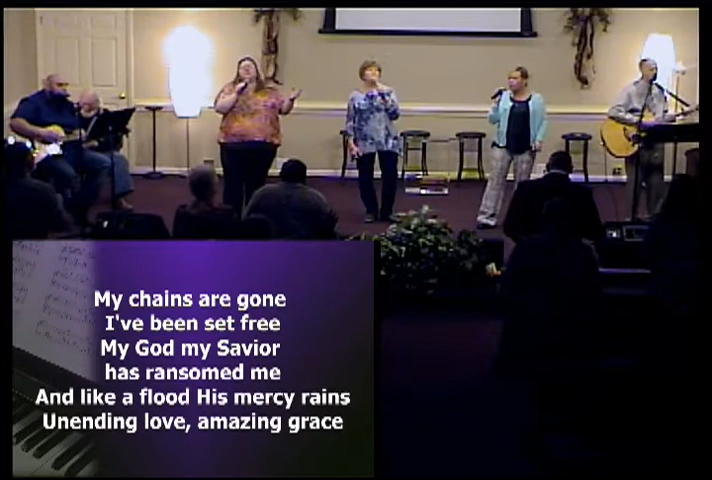 My chains are gone
I've been set free
My God my Savior
has ransomed me
And like a flood His mercy rains
Unending love, amazing grace